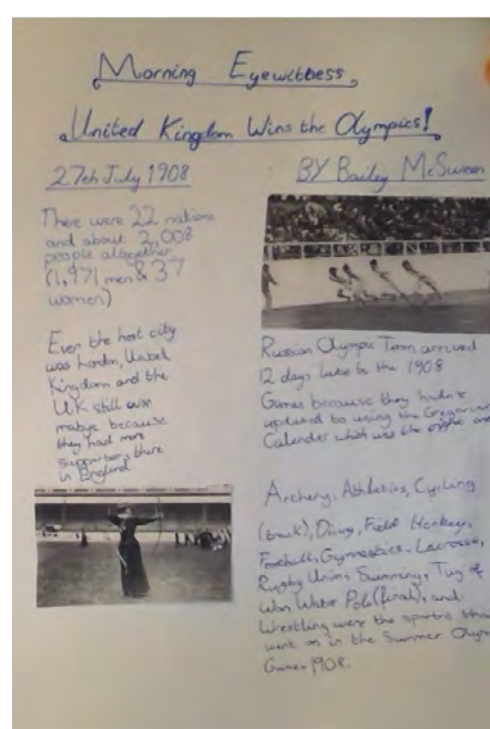 Morning Eyewitbess
United Kingdom Wins the Olympics!
27th July 1908
BY Bailey McSween
There were 22 nations
and about 2,008
people altogether
(1,971 men & 37
women)
Even the host city
was London, United
Kingdom and the
UK still won
mabye because
they had more
supporters there
in England
Russian Olympic Team arrived
12 days late to the 1908
Games because they hadn't
updated to using the Gregorian
Calender which was the
Archery, Athletics, Cycling
(track), Diving, Field Hockey,
Football, Gymnastics, Lacrosse,
Rugby Union, Swimming, Tug of
War, Water Polo (final), and
Wrestling were the sports that
went on in the Summer Olym
Games 1908.